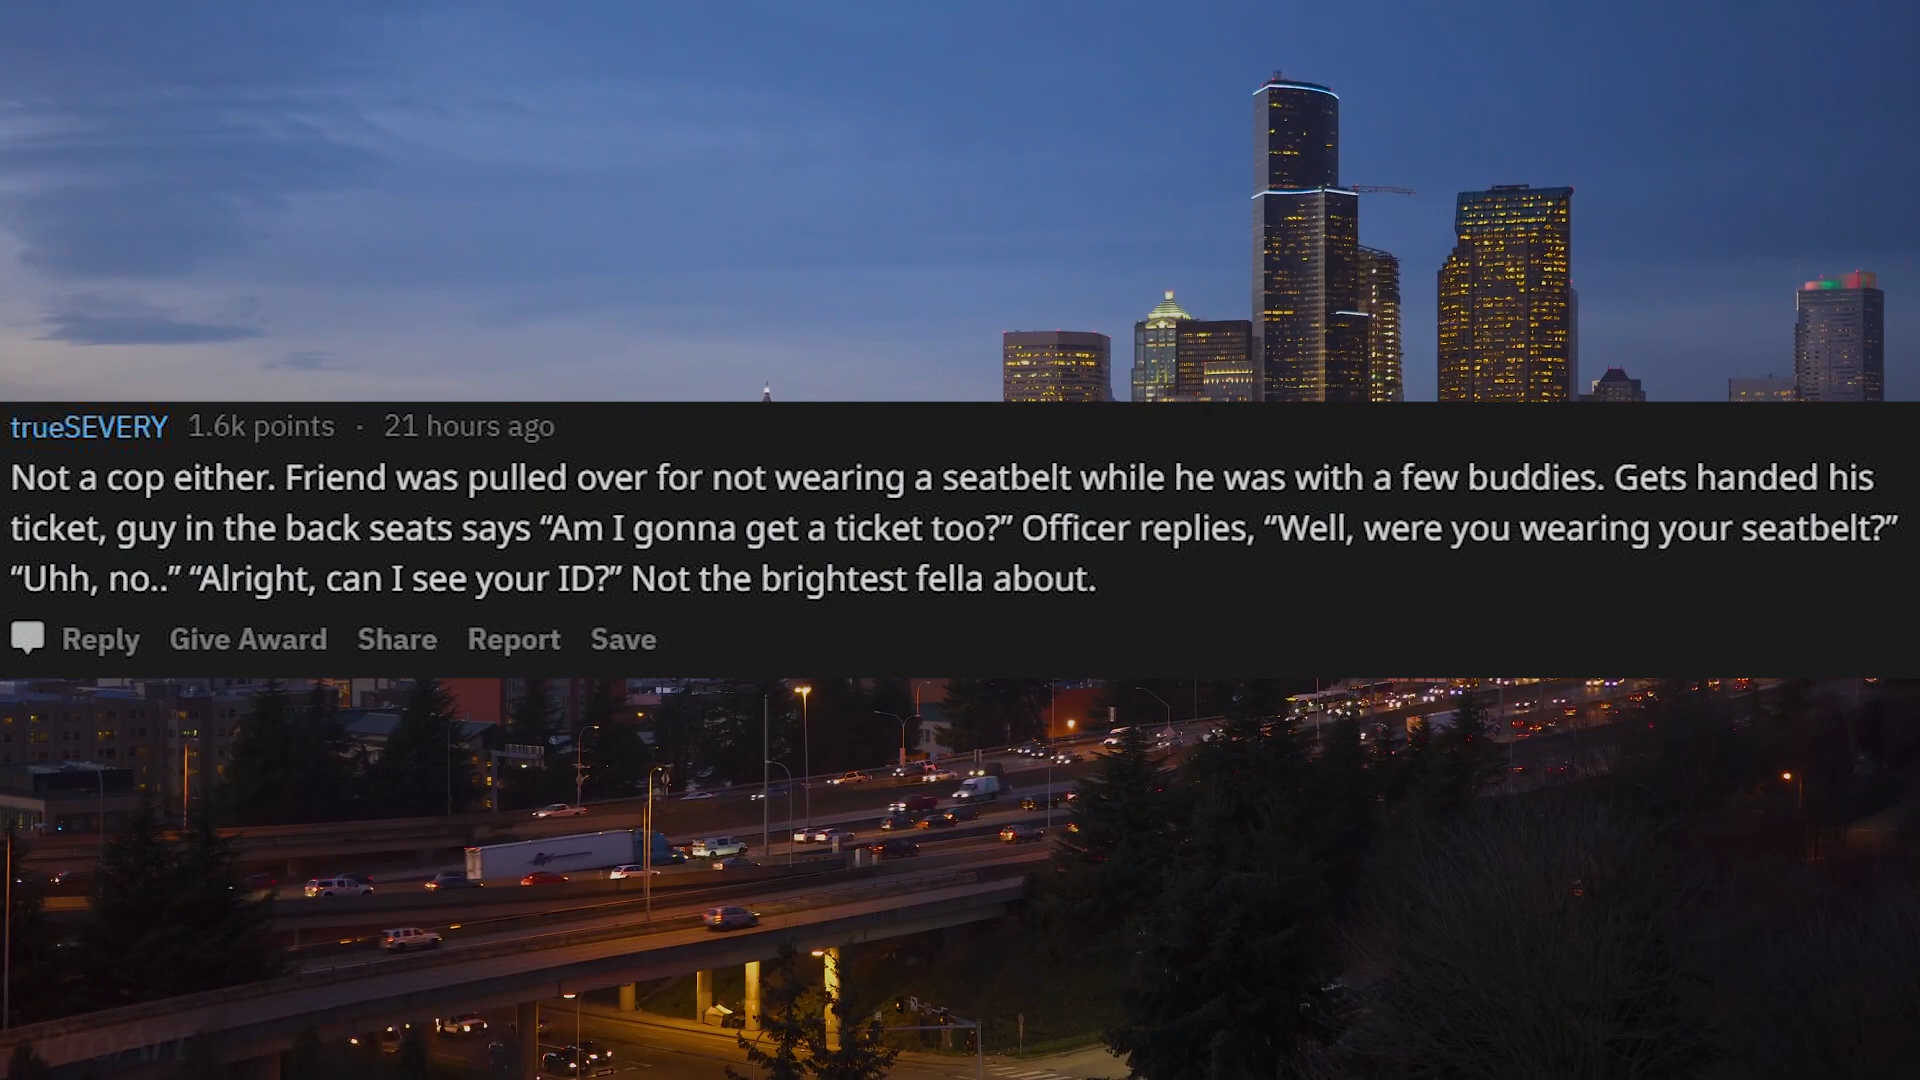 trueSEVERY 1.6k points · 21 hours ago
Not a cop either. Friend was pulled over for not wearing a seatbelt while he was with a few buddies. Gets handed his
ticket, guy in the back seats says “Am I gonna get a ticket too?” Officer replies, “Well, were you wearing your seatbelt?”
“Uhh, no..” “Alright, can I see your ID?” Not the brightest fella about.
Reply Give Award Share Report Save